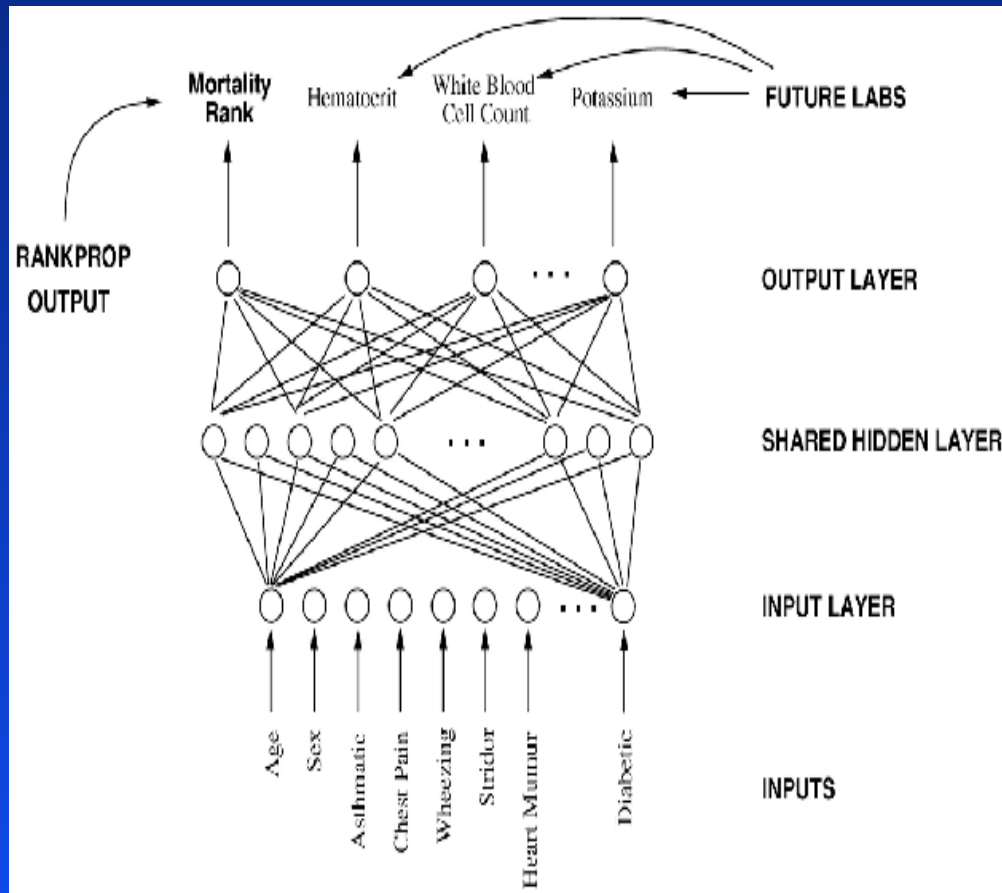 Mortality
Rank
Hematocrit
White Blood
Cell Count
Potassium
FUTURE LABS
RANKPROP
OUTPUT
. . .
OUTPUT LAYER
. . .
SHARED HIDDEN LAYER
. . .
INPUT LAYER
Age
Sex
Asthmatic
Chest Pain
Wheezing
Stridor
Heart Mumur
Diabetic
INPUTS